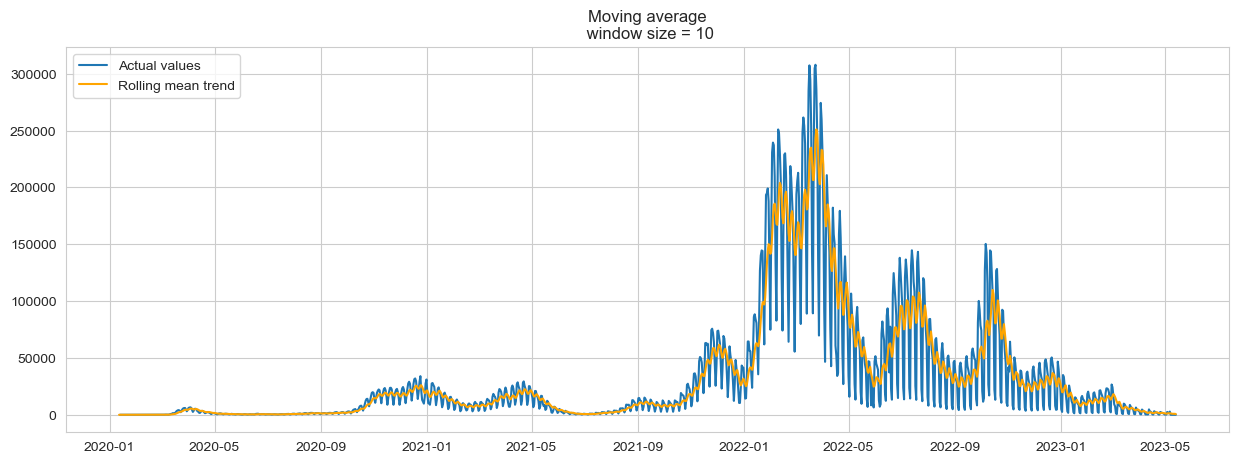 Moving average
window size = 10
Actual values
Rolling mean trend
300000
250000
200000
150000
100000
50000
0
2020-01 2020-05 2020-09 2021-01 2021-05 2021-09 2022-01 2022-05 2022-09 2023-01 2023-05